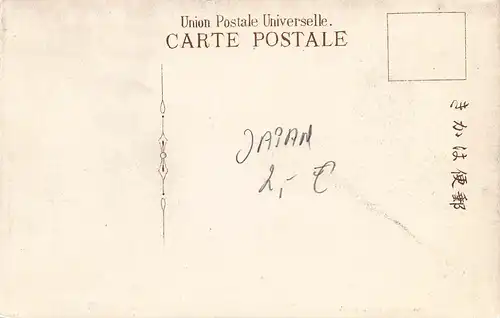 Union Postale Universelle.
CARTE POSTALE
きかは便郵
JAPAN
2,- €